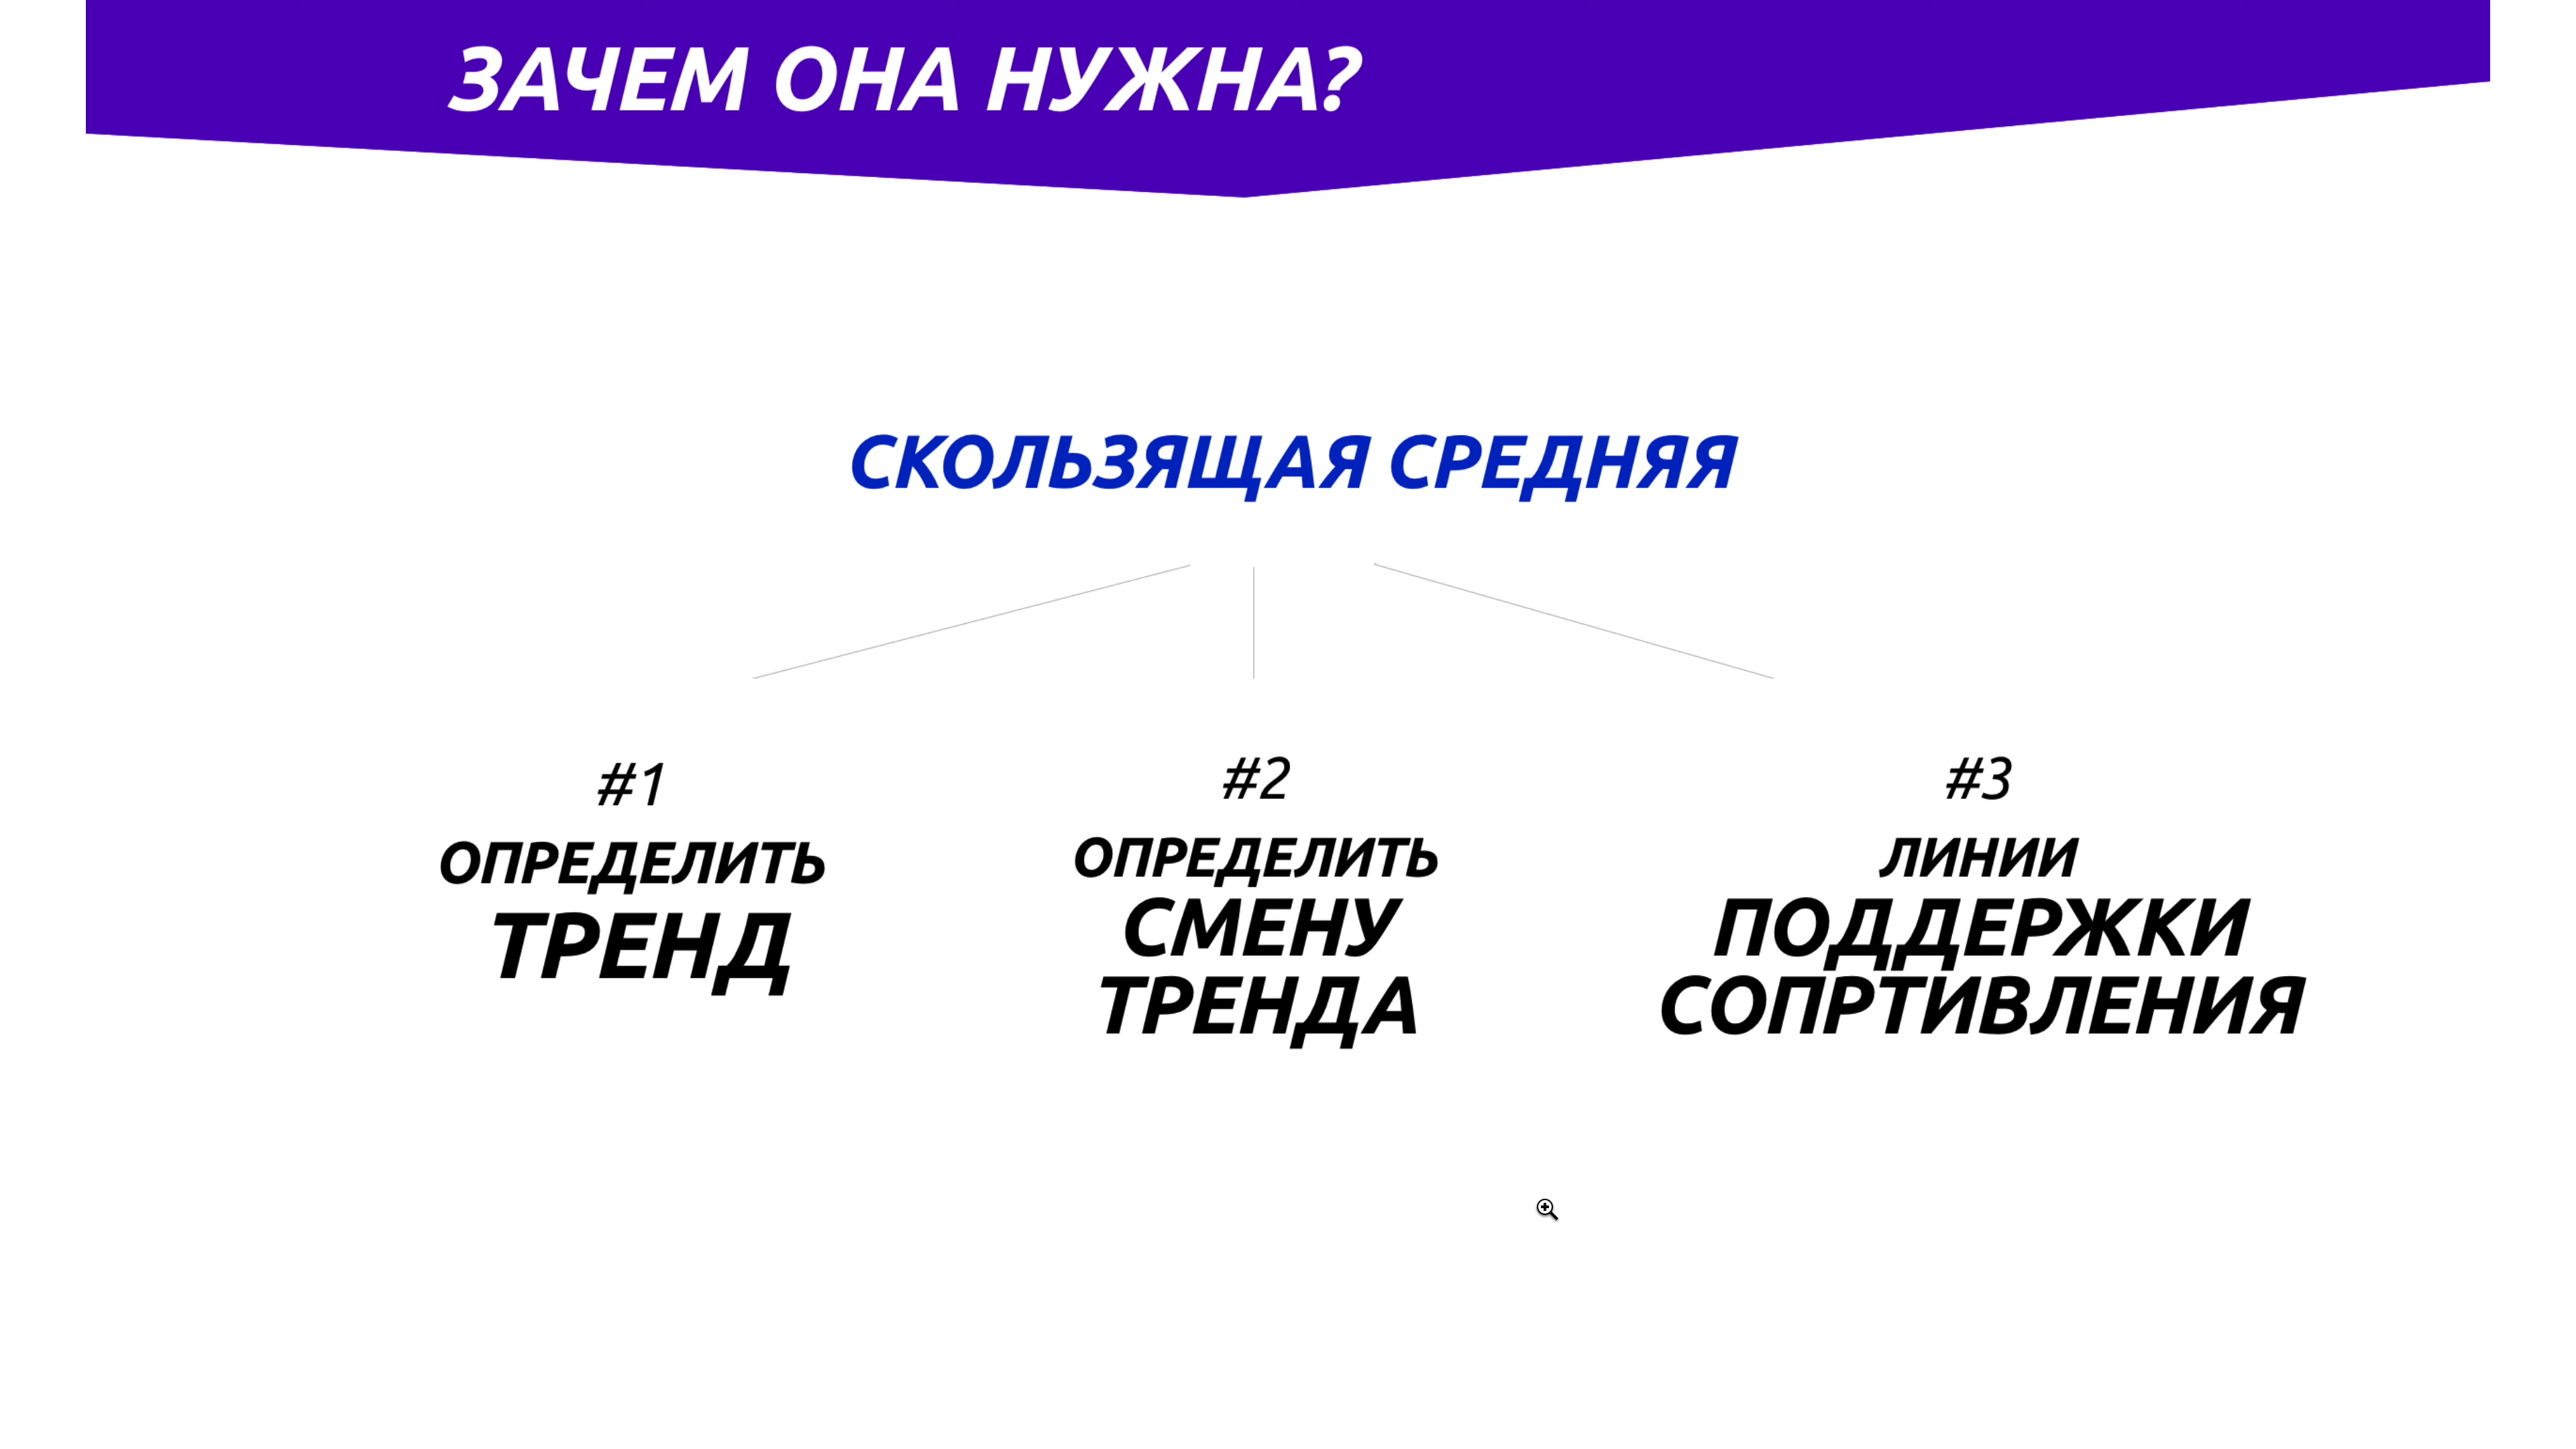 ЗАЧЕМ ОНА НУЖНА?
СКОЛЬЗЯЩАЯ СРЕДНЯЯ
#1
ОПРЕДЕЛИТЬ
ТРЕНД
#2
ОПРЕДЕЛИТЬ
СМЕНУ
ТРЕНДА
#3
ЛИНИИ
ПОДДЕРЖКИ
СОПРТИВЛЕНИЯ